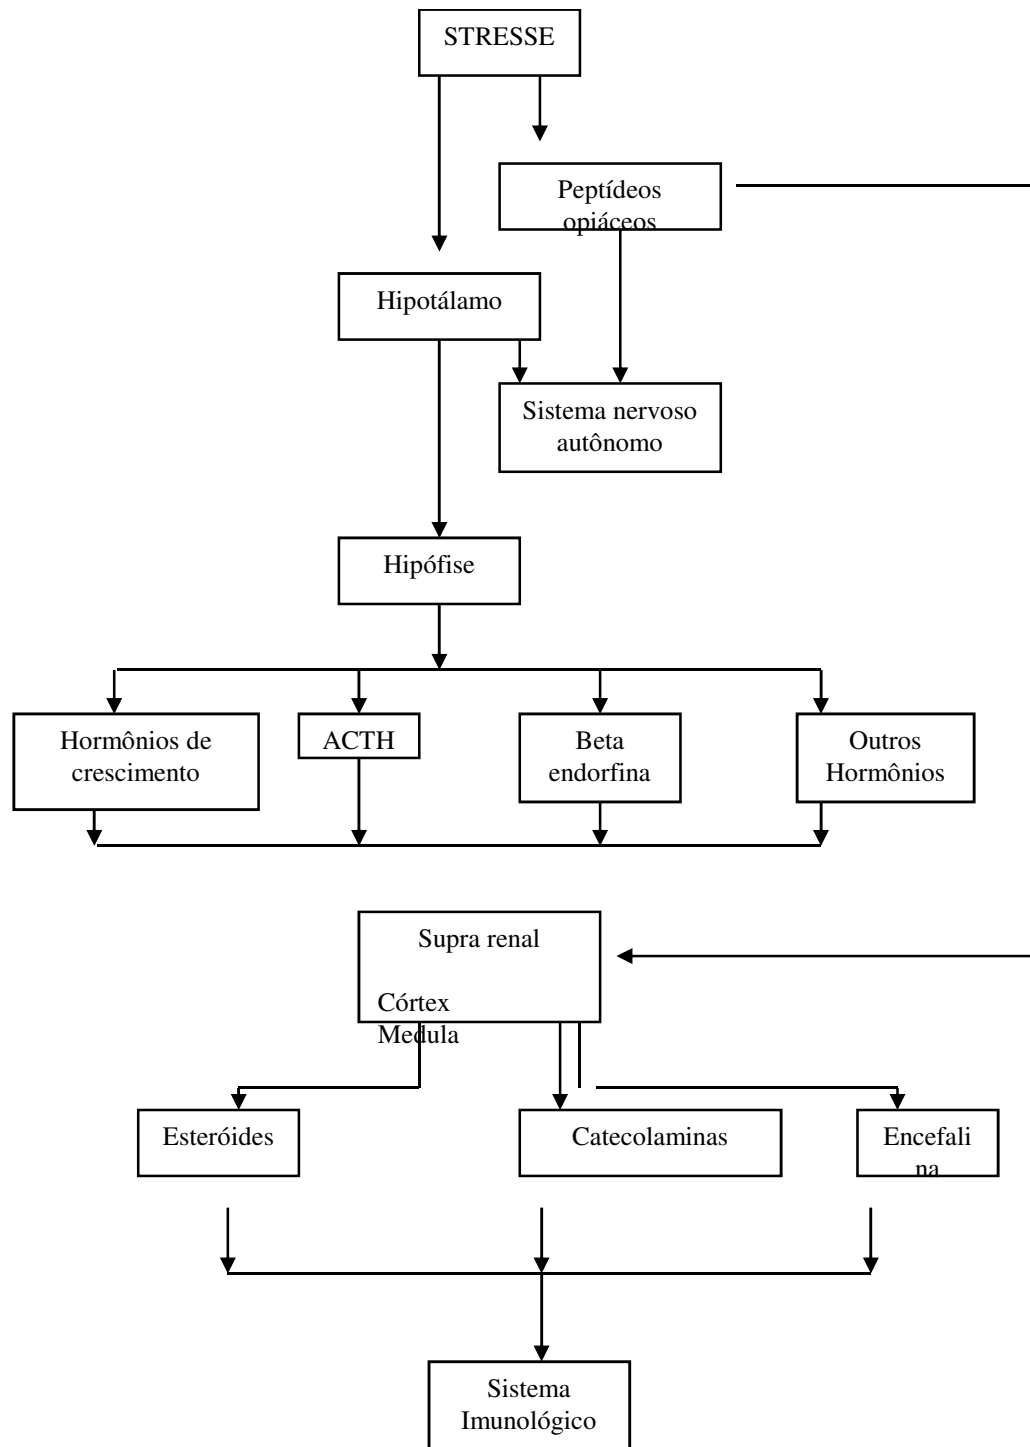 STRESSE
Peptídeos
opiáceos
Hipotálamo
Sistema nervoso
autônomo
Hipófise
Hormônios de
crescimento
ACTH
Beta
endorfina
Outros
Hormônios
Supra renal
Córtex
Medula
Esteróides
Catecolaminas
Encefali
na
Sistema
Imunológico